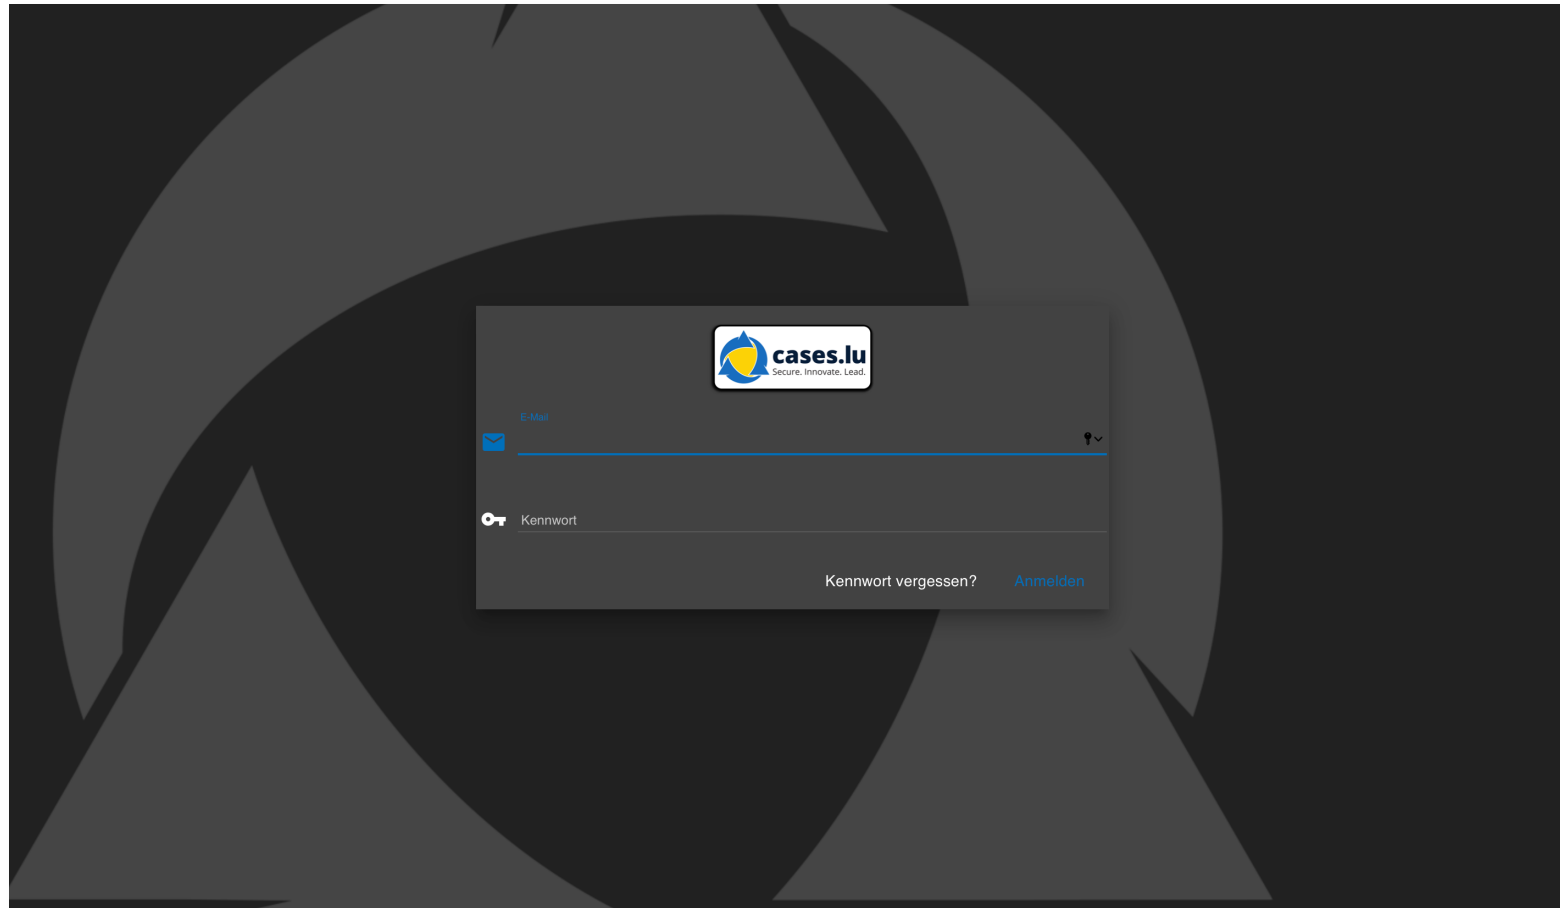 cases.lu
Secure. Innovate. Lead.
E-Mail
Kennwort
Kennwort vergessen? Anmelden